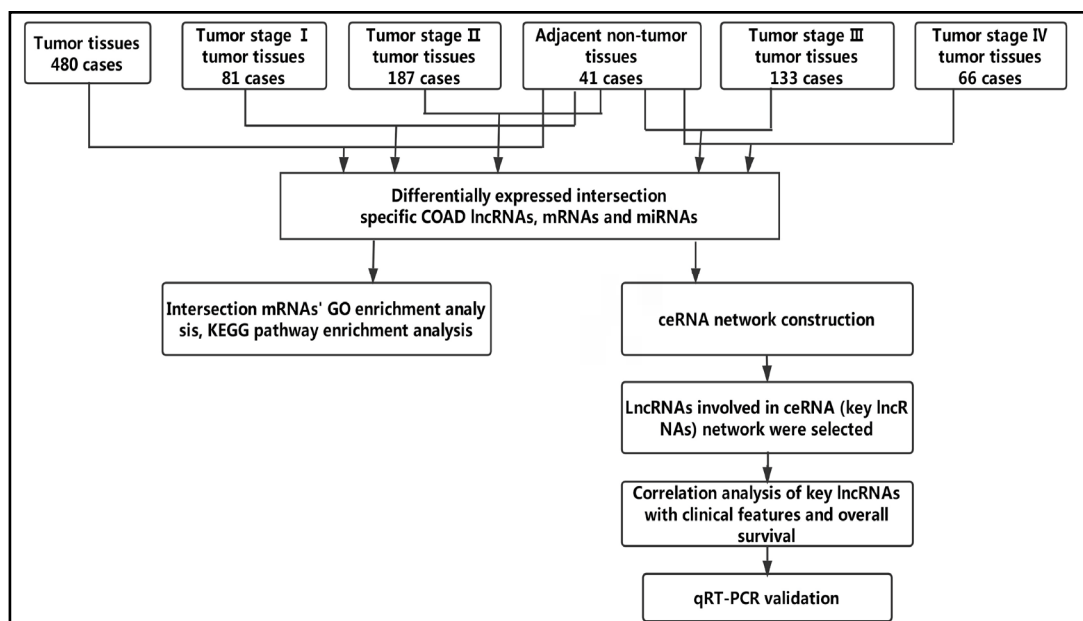 Tumor tissues
480 cases
Tumor stage Ⅰ
tumor tissues
81 cases
Tumor stage Ⅱ
tumor tissues
187 cases
Adjacent non-tumor
tissues
41 cases
Tumor stage Ⅲ
tumor tissues
133 cases
Tumor stage Ⅳ
tumor tissues
66 cases
Differentially expressed intersection
specific COAD lncRNAs, mRNAs and miRNAs
Intersection mRNAs' GO enrichment analy
sis, KEGG pathway enrichment analysis
ceRNA network construction
LncRNAs involved in ceRNA (key lncR
NAs) network were selected
Correlation analysis of key lncRNAs
with clinical features and overall
survival
qRT-PCR validation